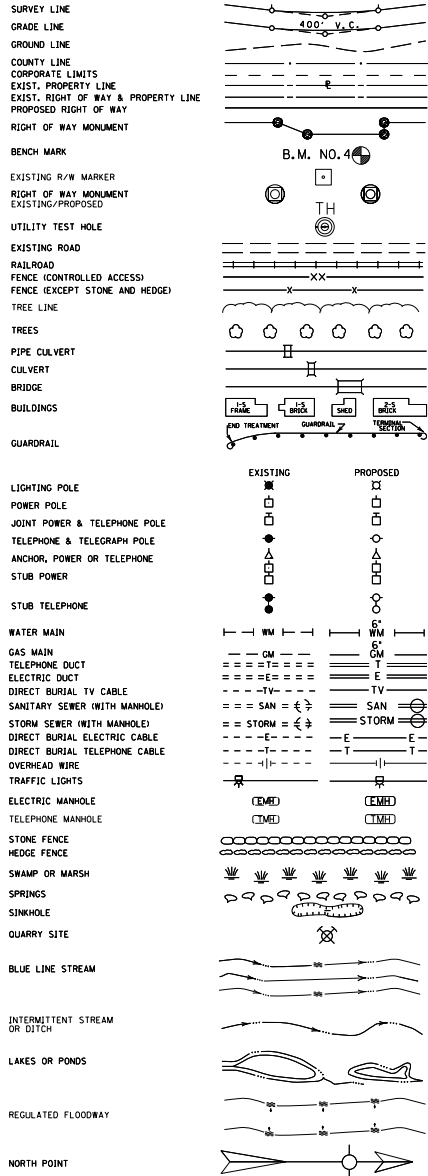 SURVEY LINE
GRADE LINE
400' V.C.
GROUND LINE
COUNTY LINE
CORPORATE LIMITS
EXIST. PROPERTY LINE
EXIST. RIGHT OF WAY & PROPERTY LINE
PROPOSED RIGHT OF WAY
RIGHT OF WAY MONUMENT
BENCH MARK
B.M. NO.4
EXISTING R/W MARKER
RIGHT OF WAY MONUMENT
EXISTING/PROPOSED
TH
UTILITY TEST HOLE
EXISTING ROAD
RAILROAD
FENCE (CONTROLLED ACCESS)
XX
FENCE (EXCEPT STONE AND HEDGE)
X X
TREE LINE
TREES
PIPE CULVERT
CULVERT
BRIDGE
BUILDINGS
1-S FRAME
1-S BRICK
SHED
2-S BRICK
END TREATMENT GUARDRAIL TERMINAL SECTION
GUARDRAIL
EXISTING PROPOSED
LIGHTING POLE
POWER POLE
JOINT POWER & TELEPHONE POLE
TELEPHONE & TELEGRAPH POLE
ANCHOR, POWER OR TELEPHONE
STUB POWER
STUB TELEPHONE
WATER MAIN WM 6" WM
GAS MAIN GM 6" GM
TELEPHONE DUCT T T
ELECTRIC DUCT E E
DIRECT BURIAL TV CABLE TV TV
SANITARY SEWER (WITH MANHOLE) SAN SAN
STORM SEWER (WITH MANHOLE) STORM STORM
DIRECT BURIAL ELECTRIC CABLE E E E
DIRECT BURIAL TELEPHONE CABLE T T T
OVERHEAD WIRE
TRAFFIC LIGHTS
ELECTRIC MANHOLE EMH EMH
TELEPHONE MANHOLE TMH TMH
STONE FENCE
HEDGE FENCE
SWAMP OR MARSH
SPRINGS
SINKHOLE
QUARRY SITE
BLUE LINE STREAM
INTERMITTENT STREAM
OR DITCH
LAKES OR PONDS
REGULATED FLOODWAY
NORTH POINT